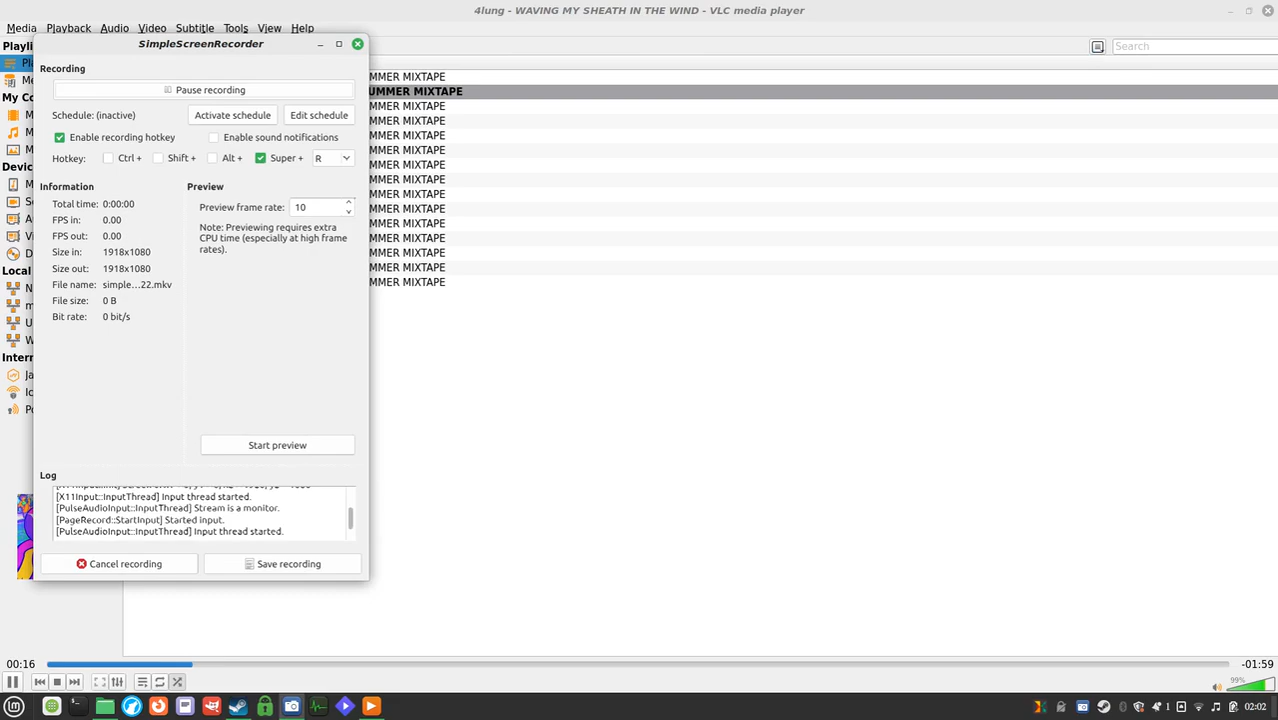 4lung - WAVING MY SHEATH IN THE WIND - VLC media player
Media Playback Audio Video Subtitle Tools View Help
SimpleScreenRecorder
Search
Recording
Pause recording
Schedule: (inactive) Activate schedule Edit schedule
Enable recording hotkey Enable sound notifications
Hotkey: Ctrl + Shift + Alt + Super + R
Information
Total time: 0:00:00
FPS in: 0.00
FPS out: 0.00
Size in: 1918x1080
Size out: 1918x1080
File name: simple...22.mkv
File size: 0 B
Bit rate: 0 bit/s
Preview
Preview frame rate: 10
Note: Previewing requires extra
CPU time (especially at high frame
rates).
Start preview
Log
[X11Input::InputThread] Input thread started.
[PulseAudioInput::InputThread] Stream is a monitor.
[PageRecord::StartInput] Started input.
[PulseAudioInput::InputThread] Input thread started.
Cancel recording Save recording
MMER MIXTAPE
UMMER MIXTAPE
MMER MIXTAPE
MMER MIXTAPE
MMER MIXTAPE
MMER MIXTAPE
MMER MIXTAPE
MMER MIXTAPE
MMER MIXTAPE
MMER MIXTAPE
MMER MIXTAPE
MMER MIXTAPE
MMER MIXTAPE
MMER MIXTAPE
MMER MIXTAPE
00:16 -01:59
99%
1 02:02